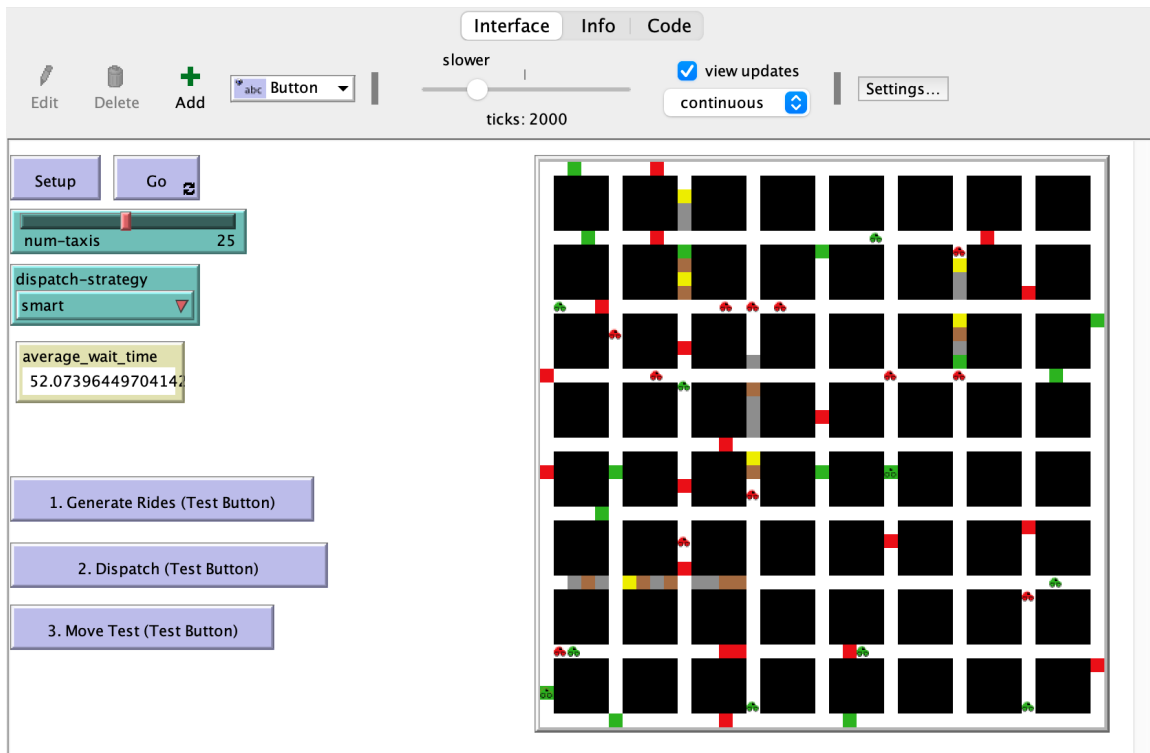 Interface Info Code
Edit Delete Add abc Button
slower
ticks: 2000
view updates
continuous
Settings...
Setup Go
num-taxis 25
dispatch-strategy
smart
average_wait_time
52.07396449704142
1. Generate Rides (Test Button)
2. Dispatch (Test Button)
3. Move Test (Test Button)